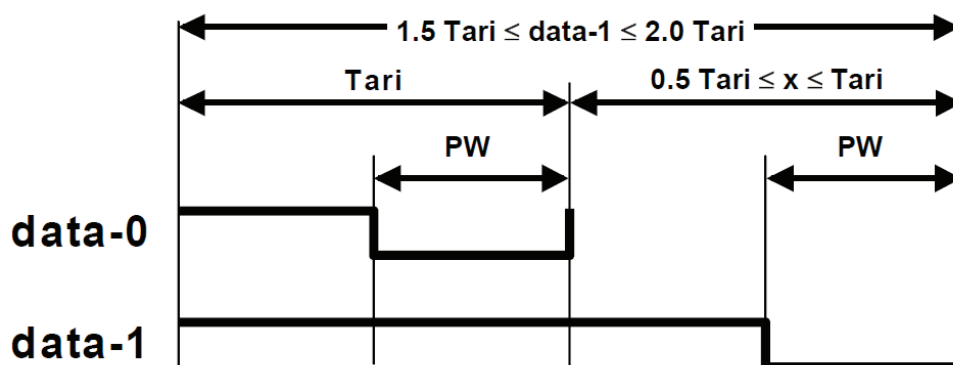 1.5 Tari ≤ data-1 ≤ 2.0 Tari
Tari
0.5 Tari ≤ x ≤ Tari
PW
PW
data-0
data-1